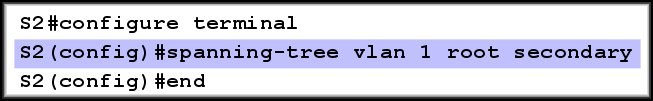 S2#configure terminal
S2(config)#spanning-tree vlan 1 root secondary
S2(config)#end